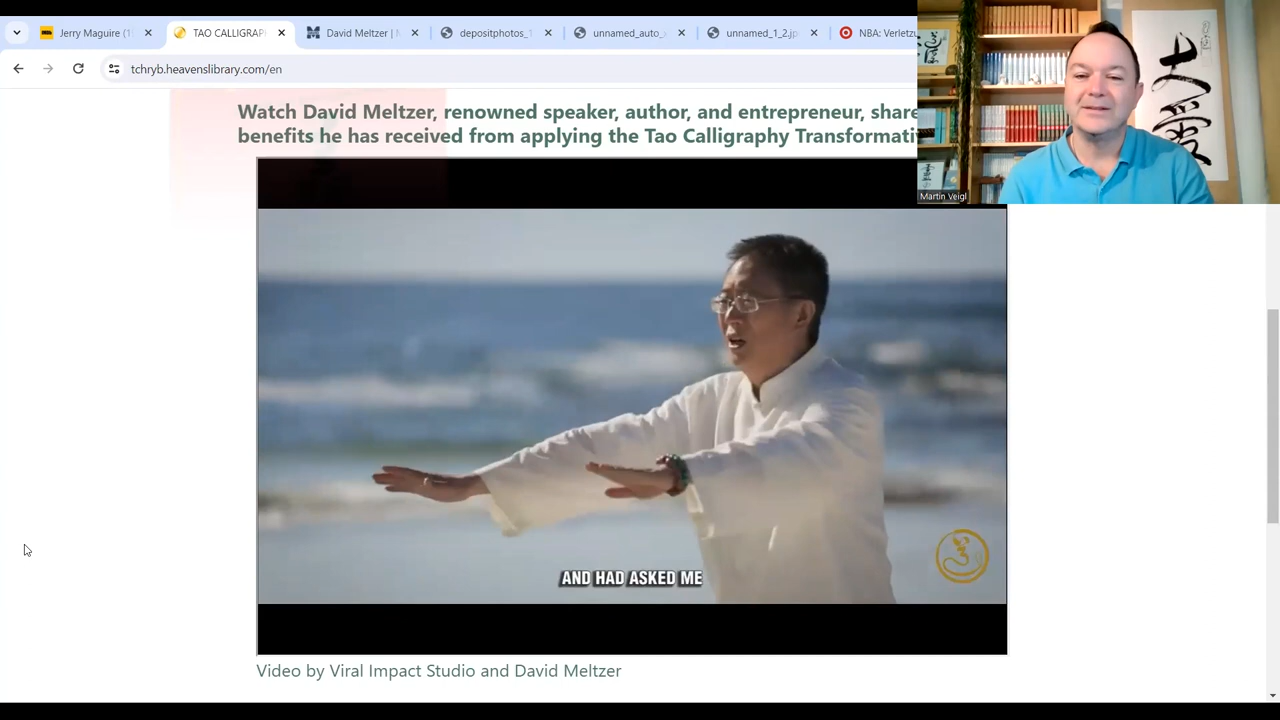 Jerry Maguire (1
TAO CALLIGRAP
David Meltzer |
depositphotos_
unnamed_auto_
unnamed_1_2.jp
NBA: Verletzu
tchryb.heavenslibrary.com/en
Watch David Meltzer, renowned speaker, author, and entrepreneur, share
benefits he has received from applying the Tao Calligraphy Transformati
Martin Veigl
AND HAD ASKED ME
Video by Viral Impact Studio and David Meltzer